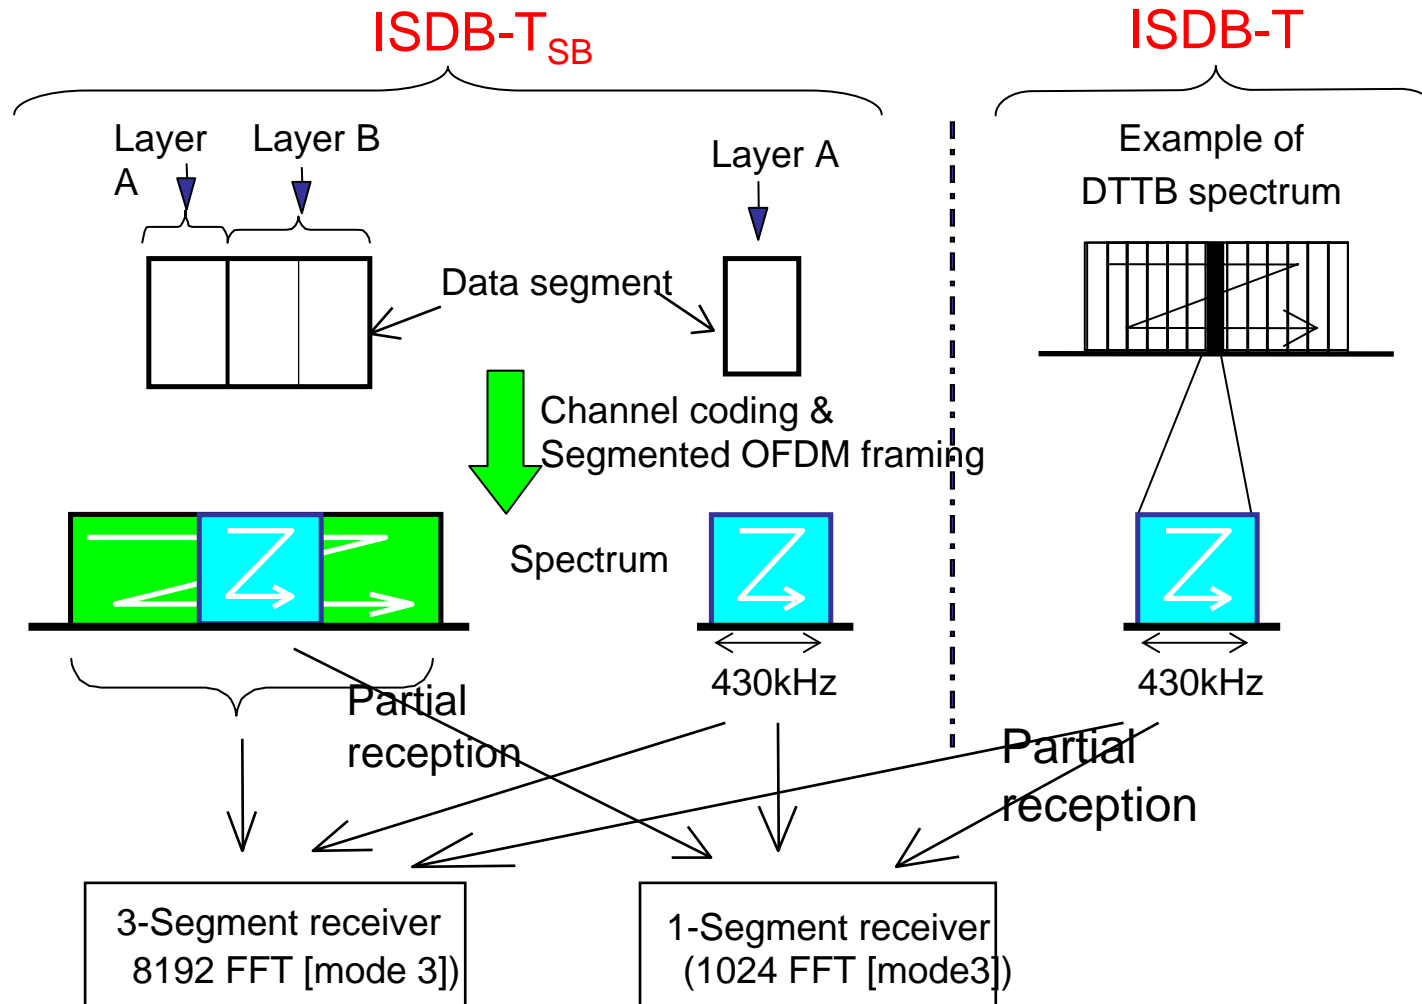 ISDB-TSB
ISDB-T
Layer
A
Layer B
Layer A
Example of
DTTB spectrum
Data segment
Channel coding &
Segmented OFDM framing
Spectrum
430kHz
430kHz
Partial
reception
Partial
reception
3-Segment receiver
8192 FFT [mode 3])
1-Segment receiver
(1024 FFT [mode3])